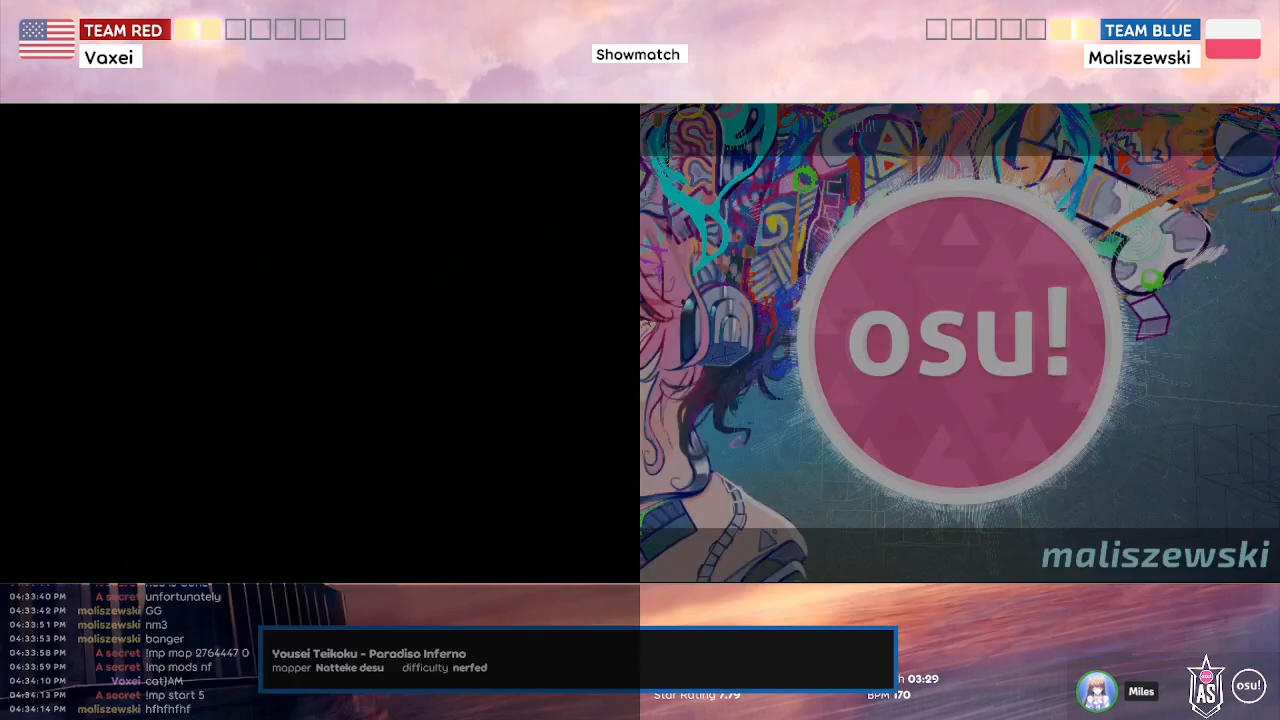 TEAM RED
Vaxei
Showmatch
TEAM BLUE
Maliszewski
osu!
maliszewski
04:33:40 PM A secret unfortunately
04:33:42 PM maliszewski GG
04:33:51 PM maliszewski nm3
04:33:53 PM maliszewski banger
04:33:58 PM A secret !mp map 2764447 0
04:33:59 PM A secret !mp mods nf
04:34:10 PM Vaxei cat)AM
04:34:13 PM A secret !mp start 5
04:34:14 PM maliszewski hfhfhfhf
Yousei Teikoku - Paradiso Inferno
mapper Natteke desu difficulty nerfed
03:29
Star Rating 7.79 BPM 170
Miles
AS
osu!